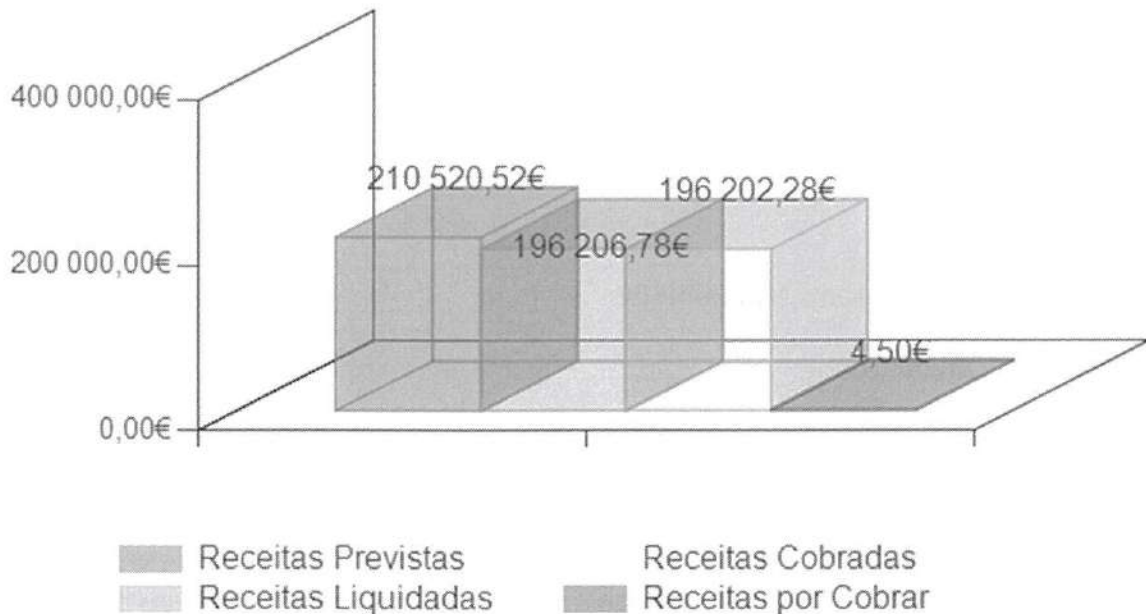 400 000,00€
210 520,52€
196 202,28€
196 206,78€
200 000,00€
4,50€
0,00€
Receitas Previstas
Receitas Cobradas
Receitas Liquidadas
Receitas por Cobrar